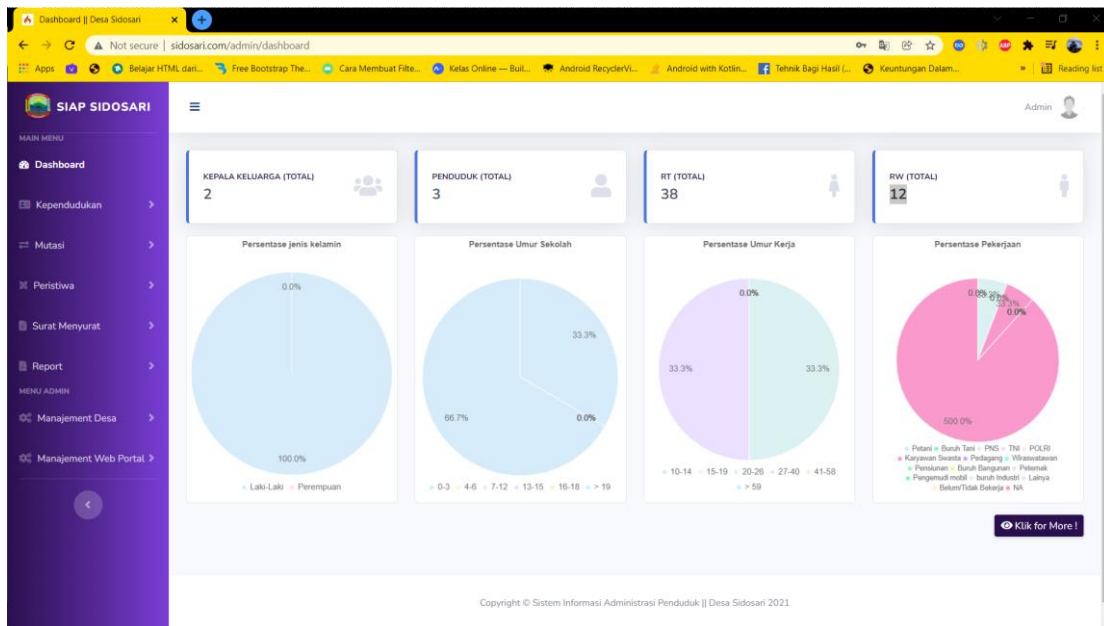 Dashboard || Desa Sidosari
Not secure | sidosari.com/admin/dashboard
Apps Belajar HTML dari... Free Bootstrap The... Cara Membuat Filte... Kelas Online — Buil... Android RecyclerVi... Android with Kotlin... Tehnik Bagi Hasil (... Keuntungan Dalam... » Reading list
SIAP SIDOSARI
Admin
MAIN MENU
Dashboard
Kependudukan
Mutasi
Peristiwa
Surat Menyurat
Report
MENU ADMIN
Manajement Desa
Manajement Web Portal
KEPALA KELUARGA (TOTAL)
2
PENDUDUK (TOTAL)
3
RT (TOTAL)
38
RW (TOTAL)
12
Persentase jenis kelamin
0.0%
100.0%
Laki-Laki Perempuan
Persentase Umur Sekolah
33.3%
66.7% 0.0%
0-3 4-6 7-12 13-15 16-18 > 19
Persentase Umur Kerja
0.0%
33.3% 33.3%
10-14 15-19 20-26 27-40 41-58
> 59
Persentase Pekerjaan
33.3%
0.0%
500.0%
Petani Buruh Tani PNS TNI POLRI
Karyawan Swasta Pedagang Wiraswatawan
Pensiunan Buruh Bangunan Peternak
Pengemudi mobil buruh Industri Lainya
Belum/Tidak Bekerja NA
Klik for More !
Copyright © Sistem Informasi Administrasi Penduduk || Desa Sidosari 2021